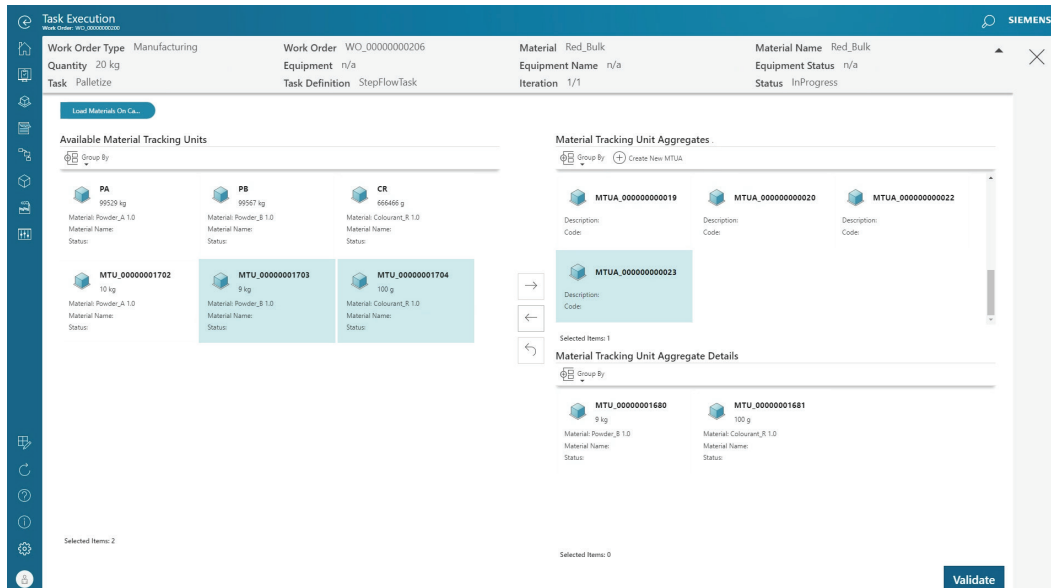 Task Execution
Work Order: WO_00000000200
SIEMENS
Work Order Type Manufacturing
Work Order WO_00000000206
Material Red_Bulk
Material Name Red_Bulk
Quantity 20 kg
Equipment n/a
Equipment Name n/a
Equipment Status n/a
Task Palletize
Task Definition StepFlowTask
Iteration 1/1
Status InProgress
Load Materials On Ca...
Available Material Tracking Units
Group By
PA
99529 kg
Material: Powder_A 1.0
Material Name:
Status:
PB
99567 kg
Material: Powder_B 1.0
Material Name:
Status:
CR
666466 g
Material: Colourant_R 1.0
Material Name:
Status:
MTU_00000001702
10 kg
Material: Powder_A 1.0
Material Name:
Status:
MTU_00000001703
9 kg
Material: Powder_B 1.0
Material Name:
Status:
MTU_00000001704
100 g
Material: Colourant_R 1.0
Material Name:
Status:
Selected Items: 2
Material Tracking Unit Aggregates
Group By
Create New MTUA
MTUA_000000000019
Description:
Code:
MTUA_000000000020
Description:
Code:
MTUA_000000000022
Description:
Code:
MTUA_000000000023
Description:
Code:
Selected Items: 1
Material Tracking Unit Aggregate Details
Group By
MTU_00000001680
9 kg
Material: Powder_B 1.0
Material Name:
Status:
MTU_00000001681
100 g
Material: Colourant_R 1.0
Material Name:
Status:
Selected Items: 0
Validate